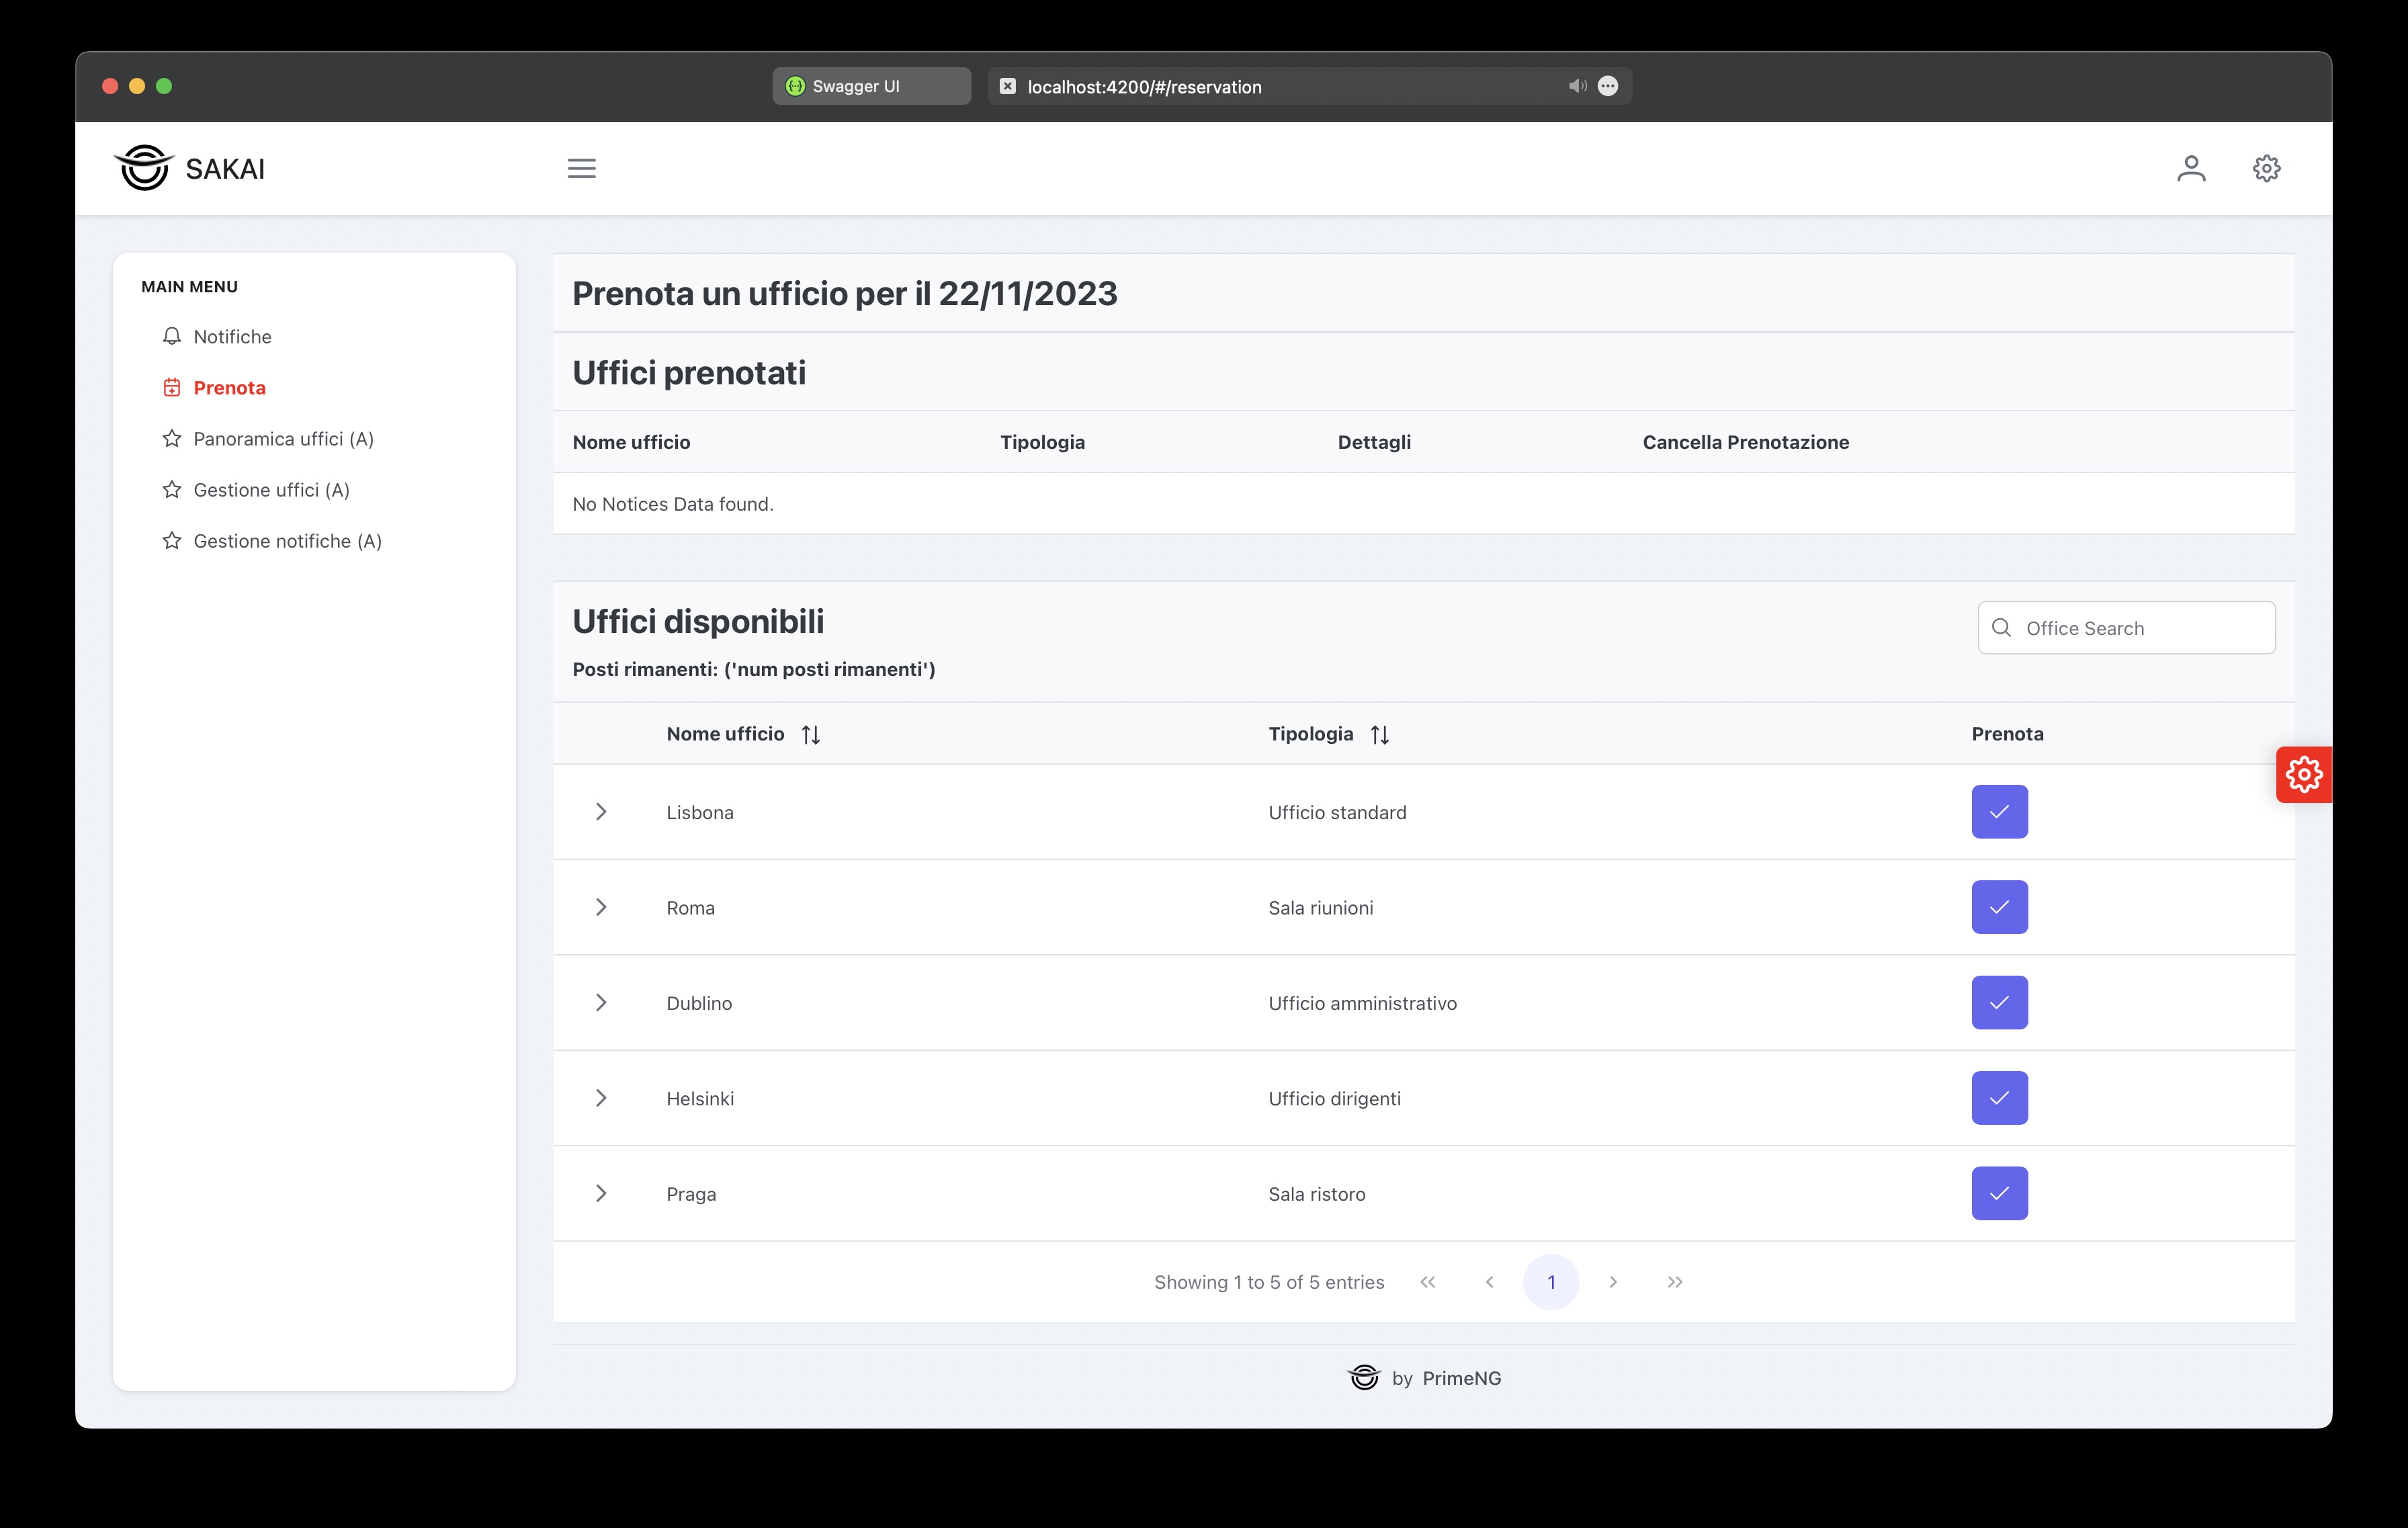 Swagger UI
localhost:4200/#/reservation
SAKAI
MAIN MENU
Notifiche
Prenota
Panoramica uffici (A)
Gestione uffici (A)
Gestione notifiche (A)
Prenota un ufficio per il 22/11/2023
Uffici prenotati
Nome ufficio Tipologia Dettagli Cancella Prenotazione
No Notices Data found.
Uffici disponibili
Office Search
Posti rimanenti: ('num posti rimanenti')
Nome ufficio Tipologia Prenota
Lisbona Ufficio standard
Roma Sala riunioni
Dublino Ufficio amministrativo
Helsinki Ufficio dirigenti
Praga Sala ristoro
Showing 1 to 5 of 5 entries 1
by PrimeNG